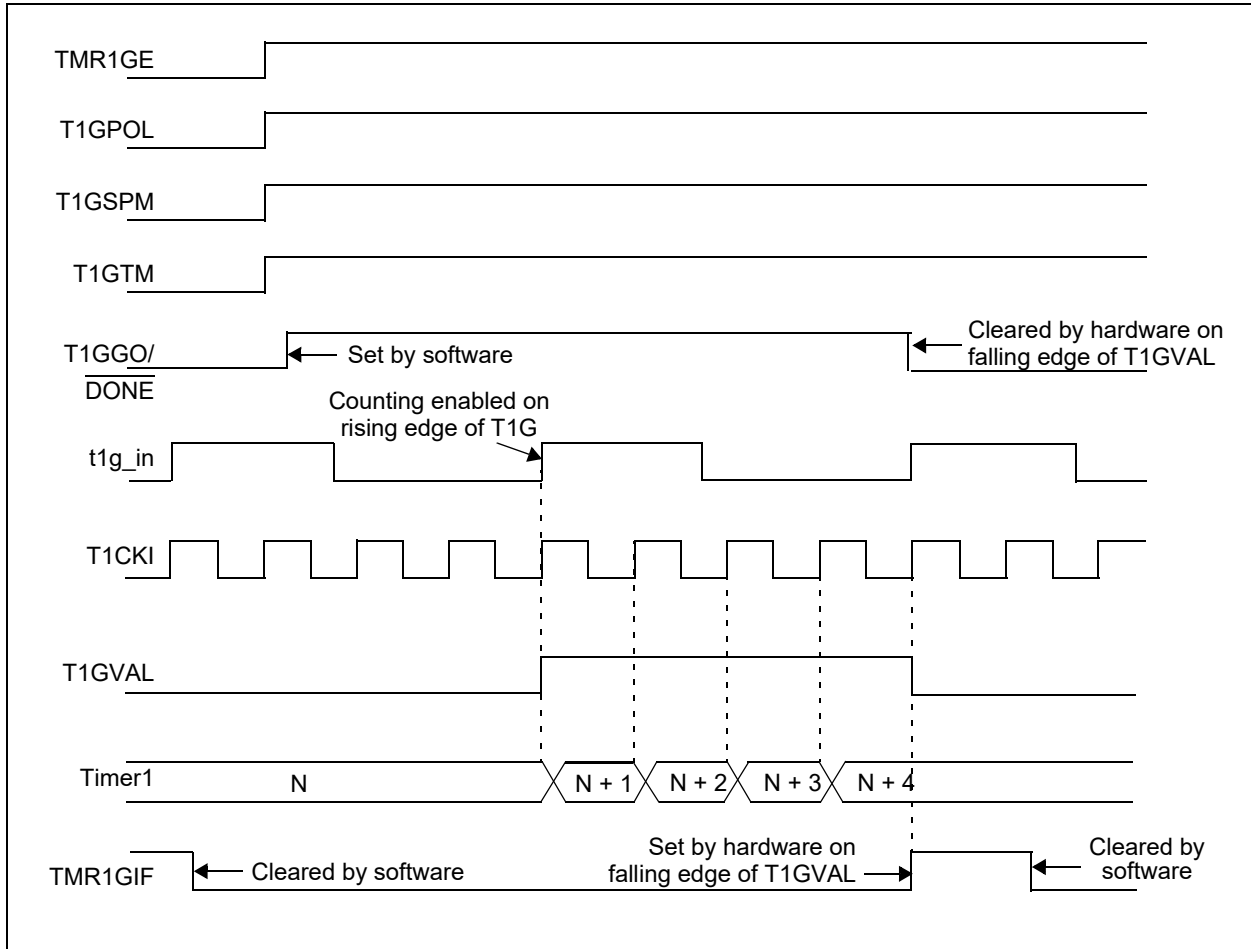 TMR1GE
T1GPOL
T1GSPM
T1GTM
T1GGO/
DONE
Set by software
Cleared by hardware on
falling edge of T1GVAL
Counting enabled on
rising edge of T1G
t1g_in
T1CKI
T1GVAL
Timer1
N
N + 1
N + 2
N + 3
N + 4
TMR1GIF
Cleared by software
Set by hardware on
falling edge of T1GVAL
Cleared by
software